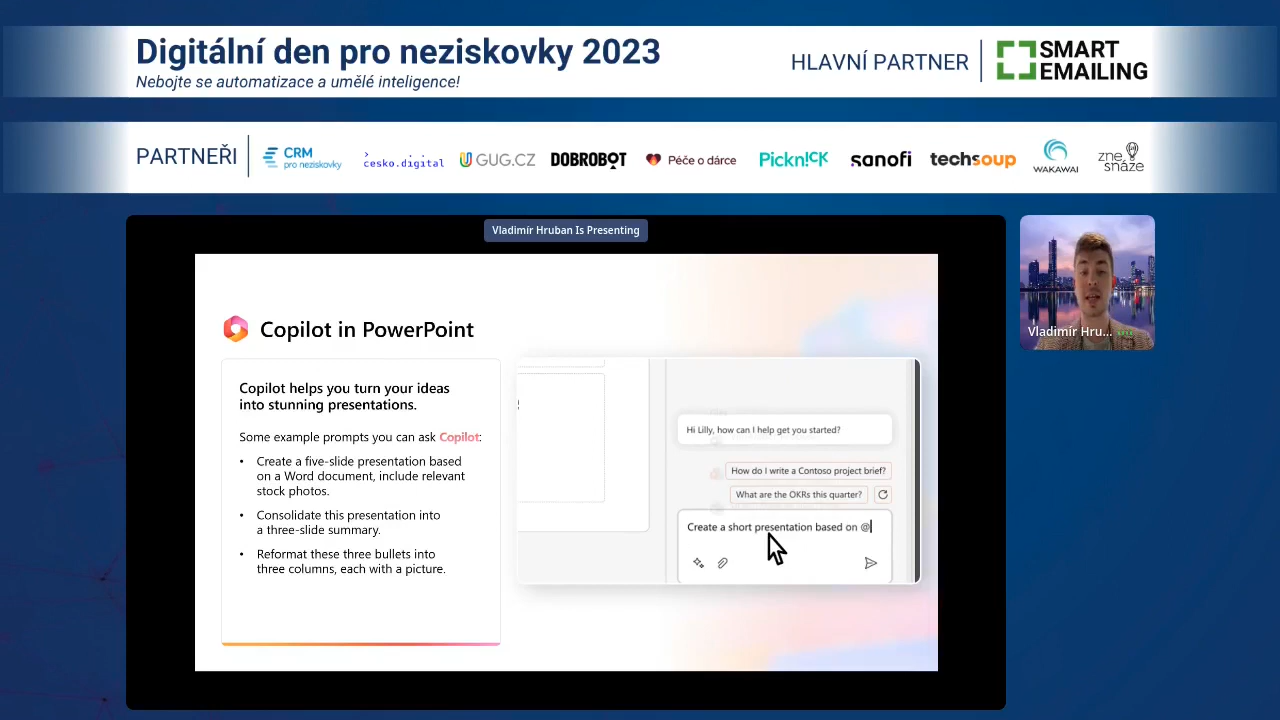 Digitální den pro neziskovky 2023
Nebojte se automatizace a umělé inteligence!
HLAVNÍ PARTNER
SMART
EMAILING
PARTNEŘI
CRM
pro neziskovky
cesko.digital
GUG.CZ
DOBROBOT
Péče o dárce
Pickn!CK
sanofi
techsoup
WAKAWAI
zne
snáze
Vladimír Hruban Is Presenting
Vladimír Hru...
Copilot in PowerPoint
Copilot helps you turn your ideas
into stunning presentations.
Some example prompts you can ask Copilot:
• Create a five-slide presentation based
on a Word document, include relevant
stock photos.
• Consolidate this presentation into
a three-slide summary.
• Reformat these three bullets into
three columns, each with a picture.
Hi Lilly, how can I help get you started?
How do I write a Contoso project brief?
What are the OKRs this quarter?
Create a short presentation based on @